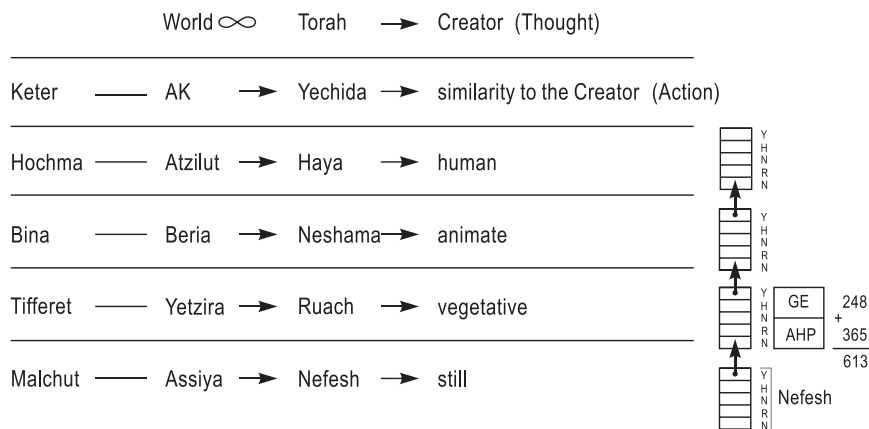 World ∞ Torah → Creator (Thought)
Keter — AK → Yechida → similarity to the Creator (Action)
Hochma — Atzilut → Haya → human
Bina — Beria → Neshama → animate
Tifferet — Yetzira → Ruach → vegetative
Malchut — Assiya → Nefesh → still
Y
H
N
R
N
Y
H
N
R
N
Y
H
N
R
N
GE 248
+
AHP 365
613
Y
H
N
R
N
Nefesh